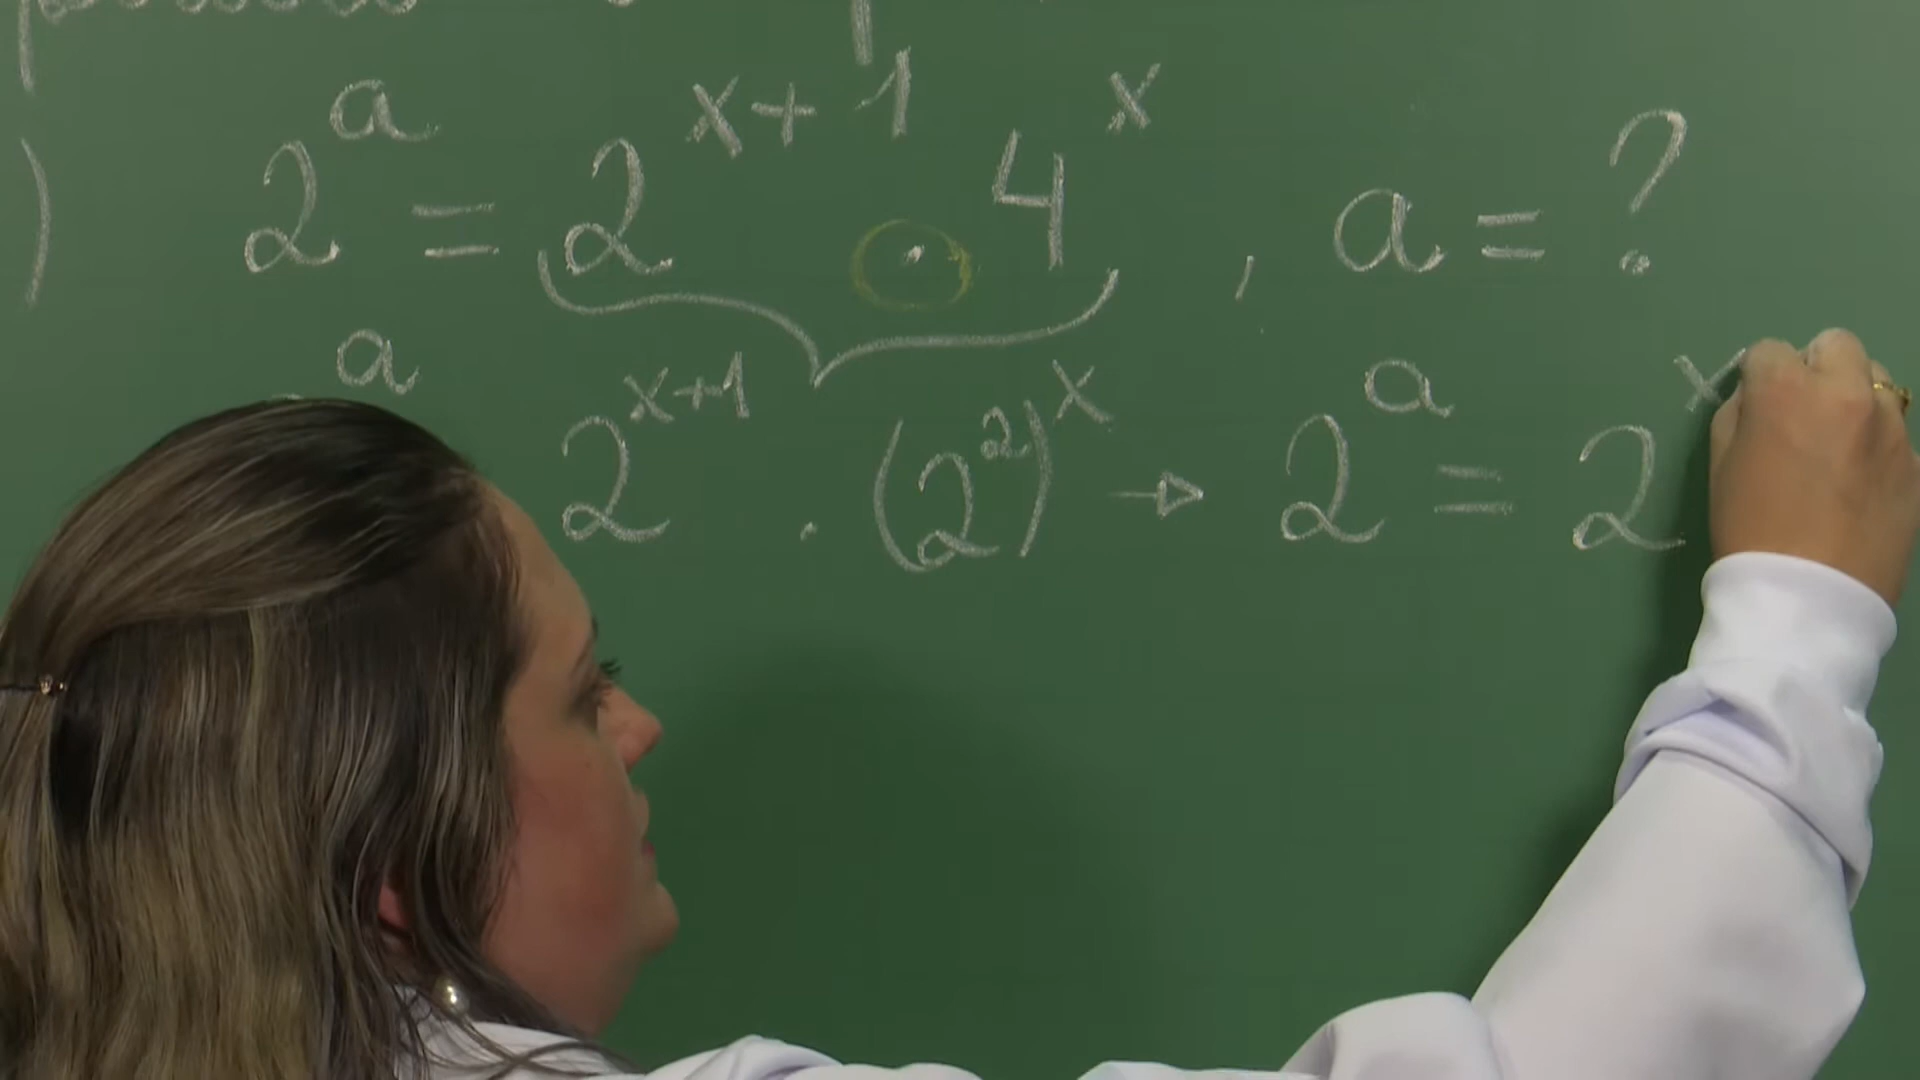 ) 2^a = 2^{x+1} · 4^x , a = ?
a 2^{x+1} · (2^2)^x → 2^a = 2^x